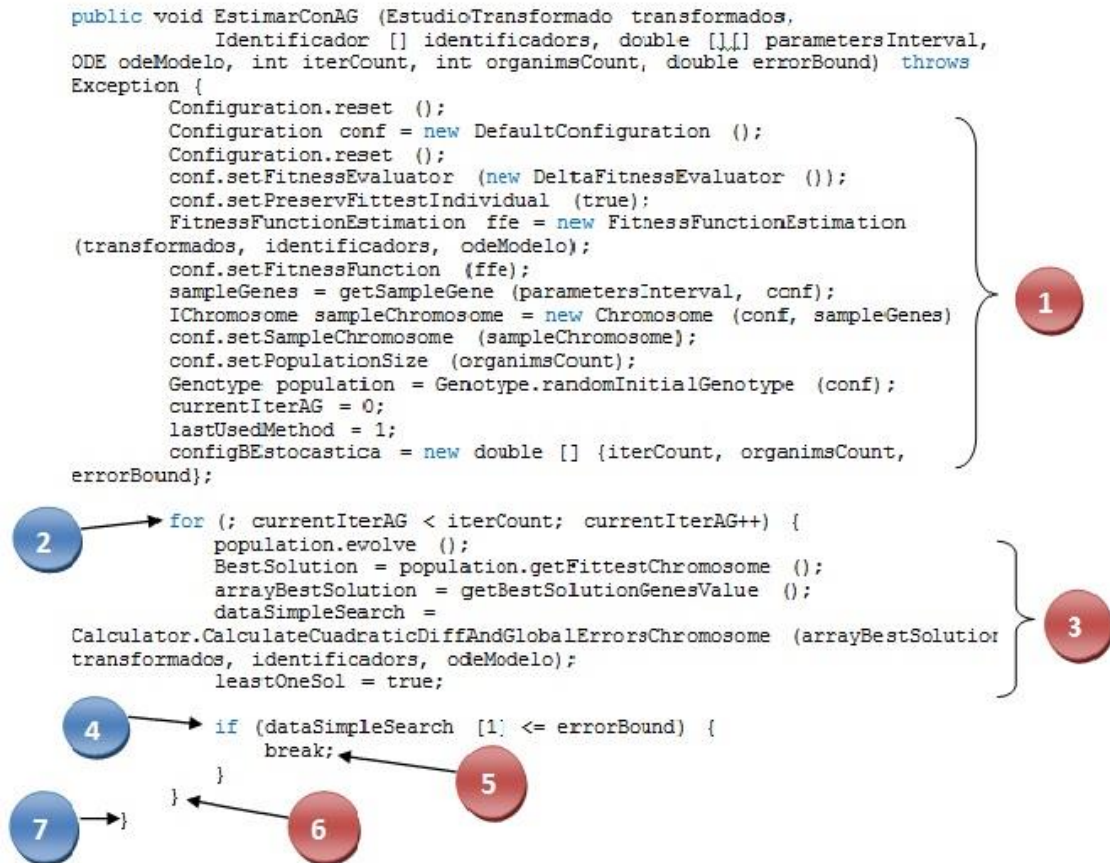 public void EstimarConAG (EstudioTransformado transformados,
Identificador [] identificadors, double [][] parametersInterval,
ODE odeModelo, int iterCount, int organimsCount, double errorBound) throws
Exception {
Configuration.reset ();
Configuration conf = new DefaultConfiguration ();
Configuration.reset ();
conf.setFitnessEvaluator (new DeltaFitnessEvaluator ());
conf.setPreservFittestIndividual (true);
FitnessFunctionEstimation ffe = new FitnessFunctionEstimation
(transformados, identificadors, odeModelo);
conf.setFitnessFunction (ffe);
sampleGenes = getSampleGene (parametersInterval, conf);
IChromosome sampleChromosome = new Chromosome (conf, sampleGenes)
1
conf.setSampleChromosome (sampleChromosome);
conf.setPopulationSize (organimsCount);
Genotype population = Genotype.randomInitialGenotype (conf);
currentIterAG = 0;
lastUsedMethod = 1;
configBEstocastica = new double [] {iterCount, organimsCount,
errorBound};
2
for (; currentIterAG < iterCount; currentIterAG++) {
population.evolve ();
BestSolution = population.getFittestChromosome ();
arrayBestSolution = getBestSolutionGenesValue ();
dataSimpleSearch =
Calculator.CalculateCuadraticDiffAndGlobalErrorsChromosome (arrayBestSolution
3
transformados, identificadors, odeModelo);
leastOneSol = true;
4
if (dataSimpleSearch [1] <= errorBound) {
break;
5
}
}
6
7
}